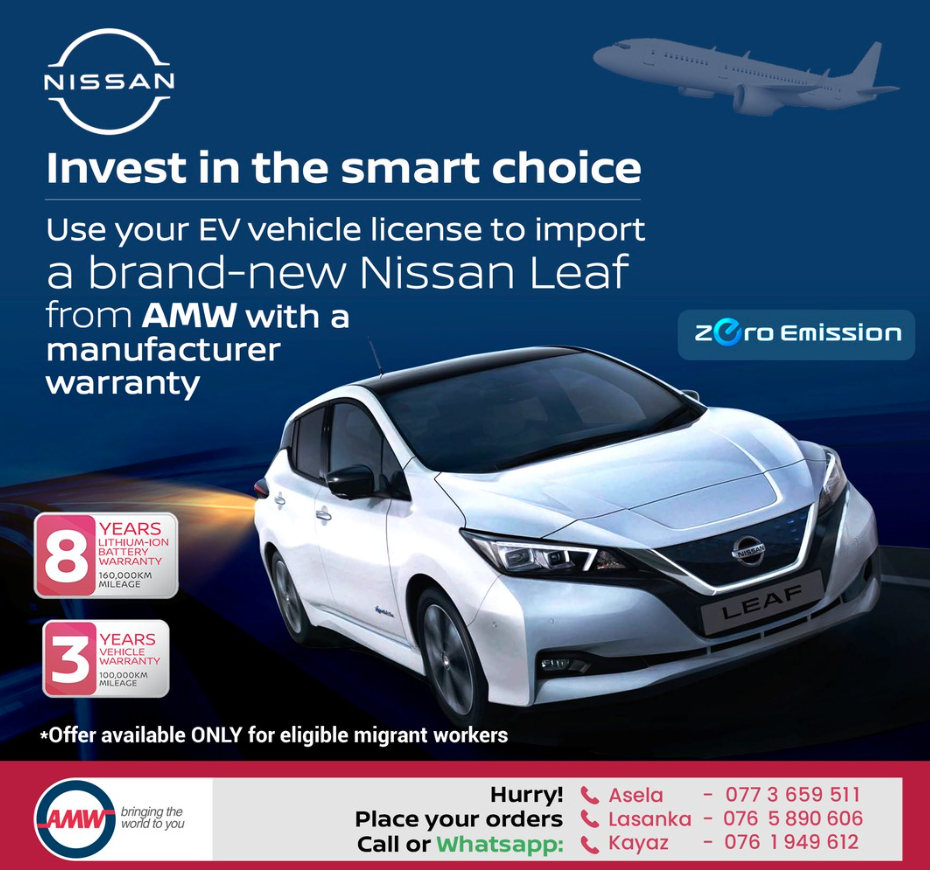 NISSAN
Invest in the smart choice
Use your EV vehicle license to import
a brand-new Nissan Leaf
from AMW with a
manufacturer
warranty
zero Emission
8 YEARS
LITHIUM-ION
BATTERY
WARRANTY
160,000KM
MILEAGE
3 YEARS
VEHICLE
WARRANTY
100,000KM
MILEAGE
NISSAN
LEAF
*Offer available ONLY for eligible migrant workers
AMW
bringing the
world to you
Hurry!
Place your orders
Call or Whatsapp:
Asela - 077 3 659 511
Lasanka - 076 5 890 606
Kayaz - 076 1 949 612